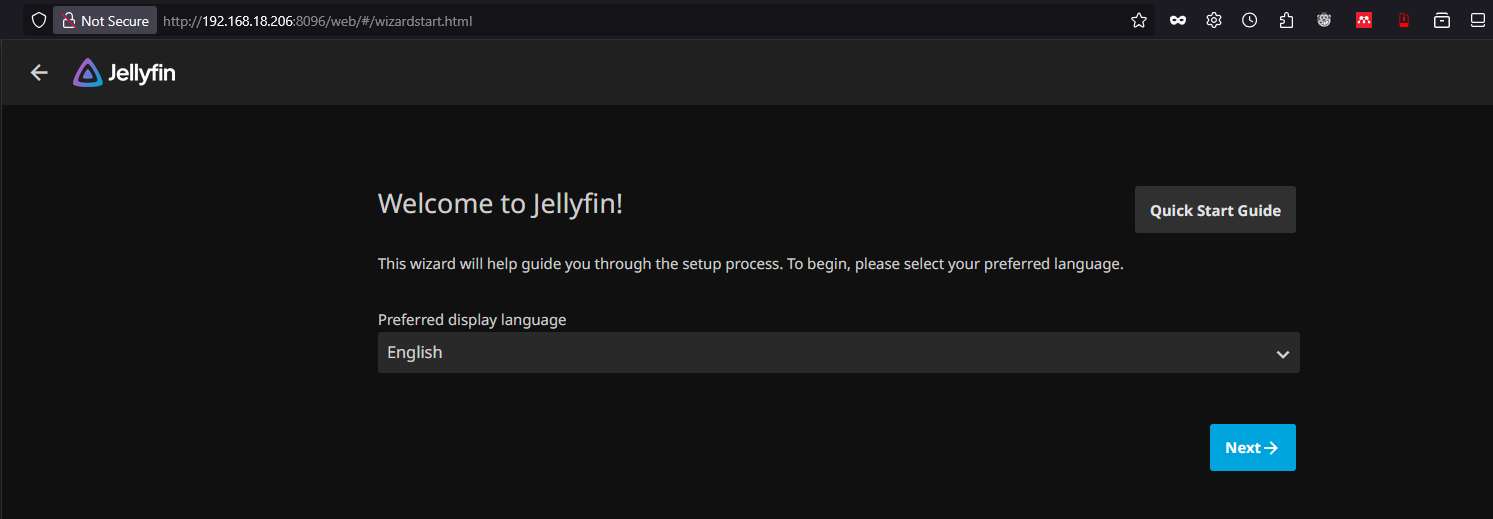 Not Secure http://192.168.18.206:8096/web/#/wizardstart.html
Jellyfin
Welcome to Jellyfin!
Quick Start Guide
This wizard will help guide you through the setup process. To begin, please select your preferred language.
Preferred display language
English
Next